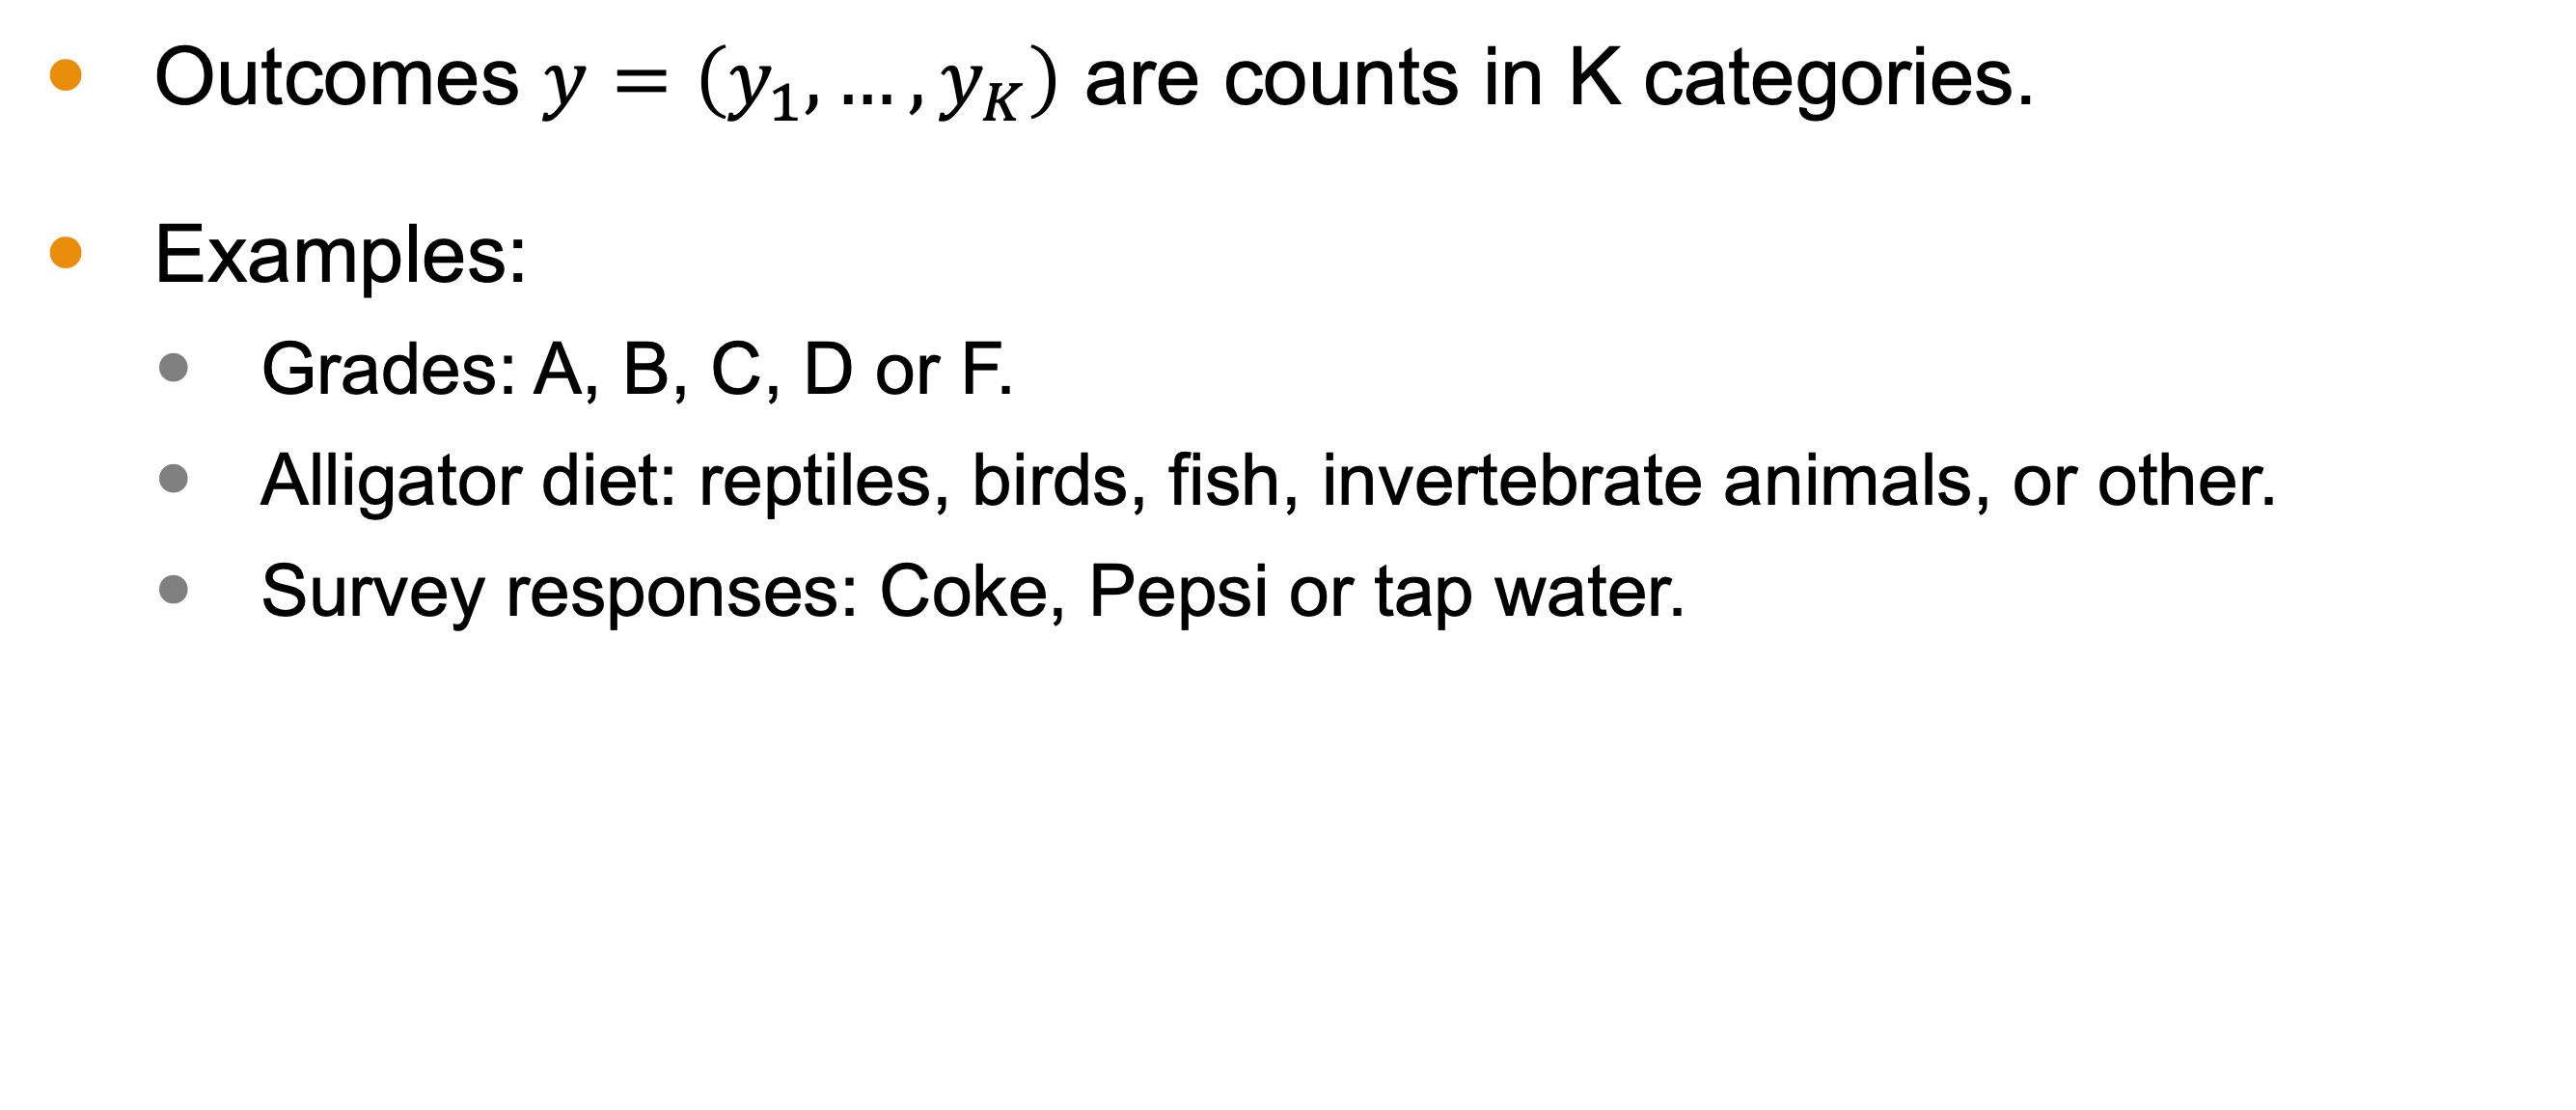 • Outcomes 𝑦 = (𝑦₁, … , 𝑦_K) are counts in K categories.
• Examples:
• Grades: A, B, C, D or F.
• Alligator diet: reptiles, birds, fish, invertebrate animals, or other.
• Survey responses: Coke, Pepsi or tap water.